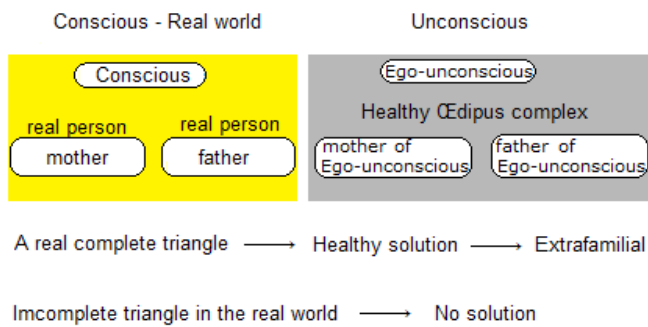 Conscious - Real world
Unconscious
Conscious
real person
mother
real person
father
Ego-unconscious
Healthy Œdipus complex
mother of
Ego-unconscious
father of
Ego-unconscious
A real complete triangle ⟶ Healthy solution ⟶ Extrafamilial
Imcomplete triangle in the real world ⟶ No solution